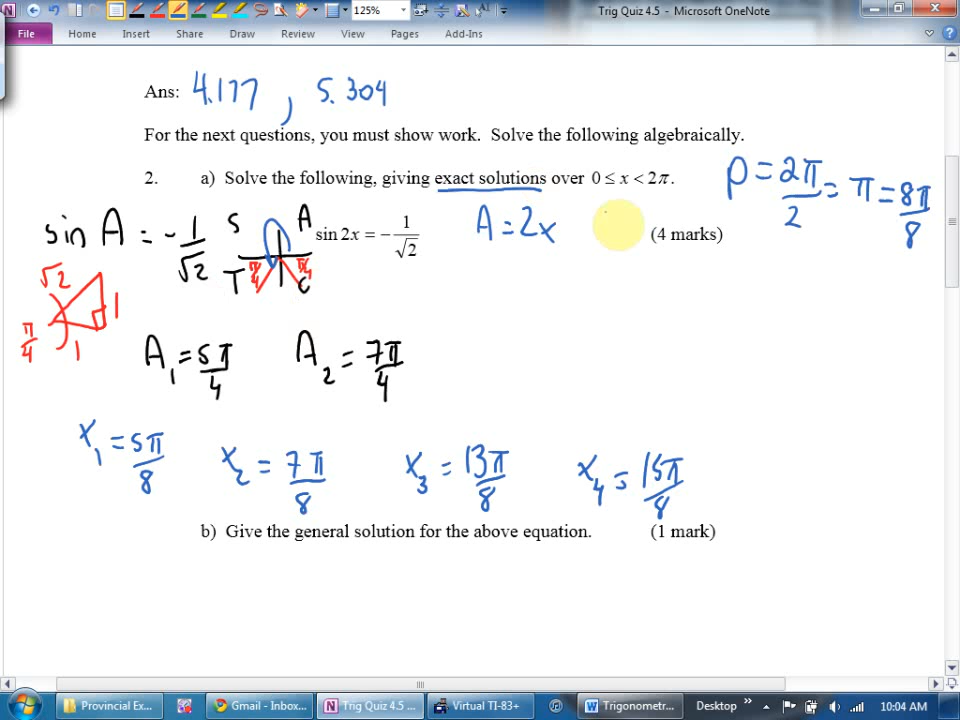 Trig Quiz 4.5 - Microsoft OneNote
125%
File Home Insert Share Draw Review View Pages Add-Ins
Ans: 4.177, 5.304
For the next questions, you must show work. Solve the following algebraically.
2. a) Solve the following, giving exact solutions over 0 ≤ x < 2π.
P = 2π/2 = π = 8π/8
sin A = -1/√2
S A
T C
π/4 π/4
sin 2x = -1/√2
A = 2x
(4 marks)
√2
1
π/4
1
A₁ = 5π/4 A₂ = 7π/4
x₁ = 5π/8 x₂ = 7π/8 x₃ = 13π/8 x₄ = 15π/8
b) Give the general solution for the above equation. (1 mark)
Provincial Ex... Gmail - Inbox... Trig Quiz 4.5 ... Virtual TI-83+ Trigonometr... Desktop 10:04 AM